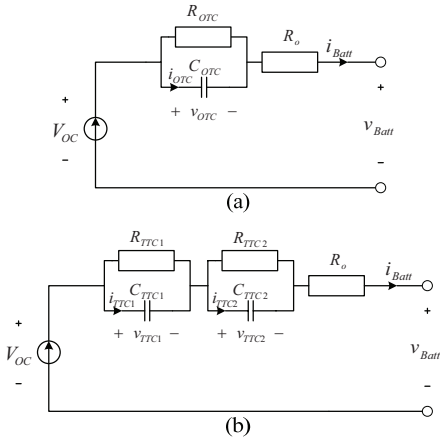 R_OTC
R_o
i_Batt
i_OTC
C_OTC
+ v_OTC −
+
V_OC
−
+
v_Batt
−
(a)
R_TTC1
R_TTC2
R_o
i_Batt
i_TTC1
C_TTC1
i_TTC2
C_TTC2
+ v_TTC1 −
+ v_TTC2 −
+
V_OC
−
+
v_Batt
−
(b)